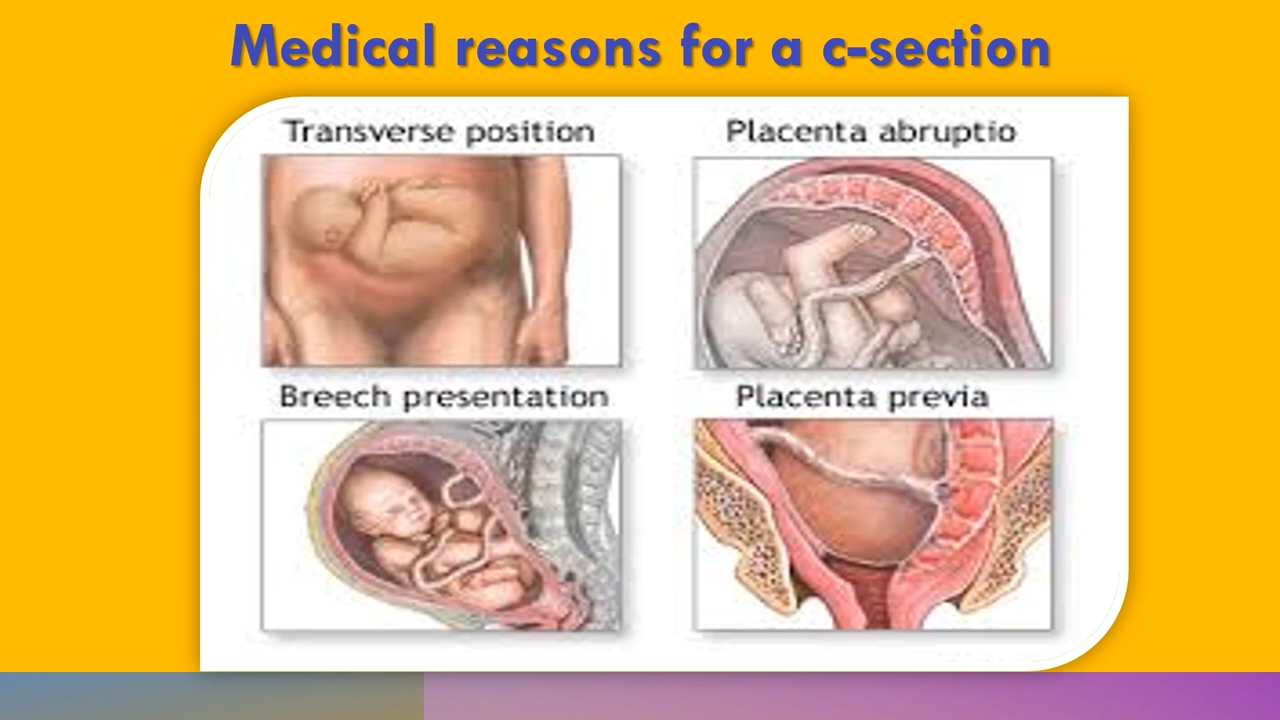 Medical reasons for a c-section
Transverse position
Placenta abruptio
Breech presentation
Placenta previa